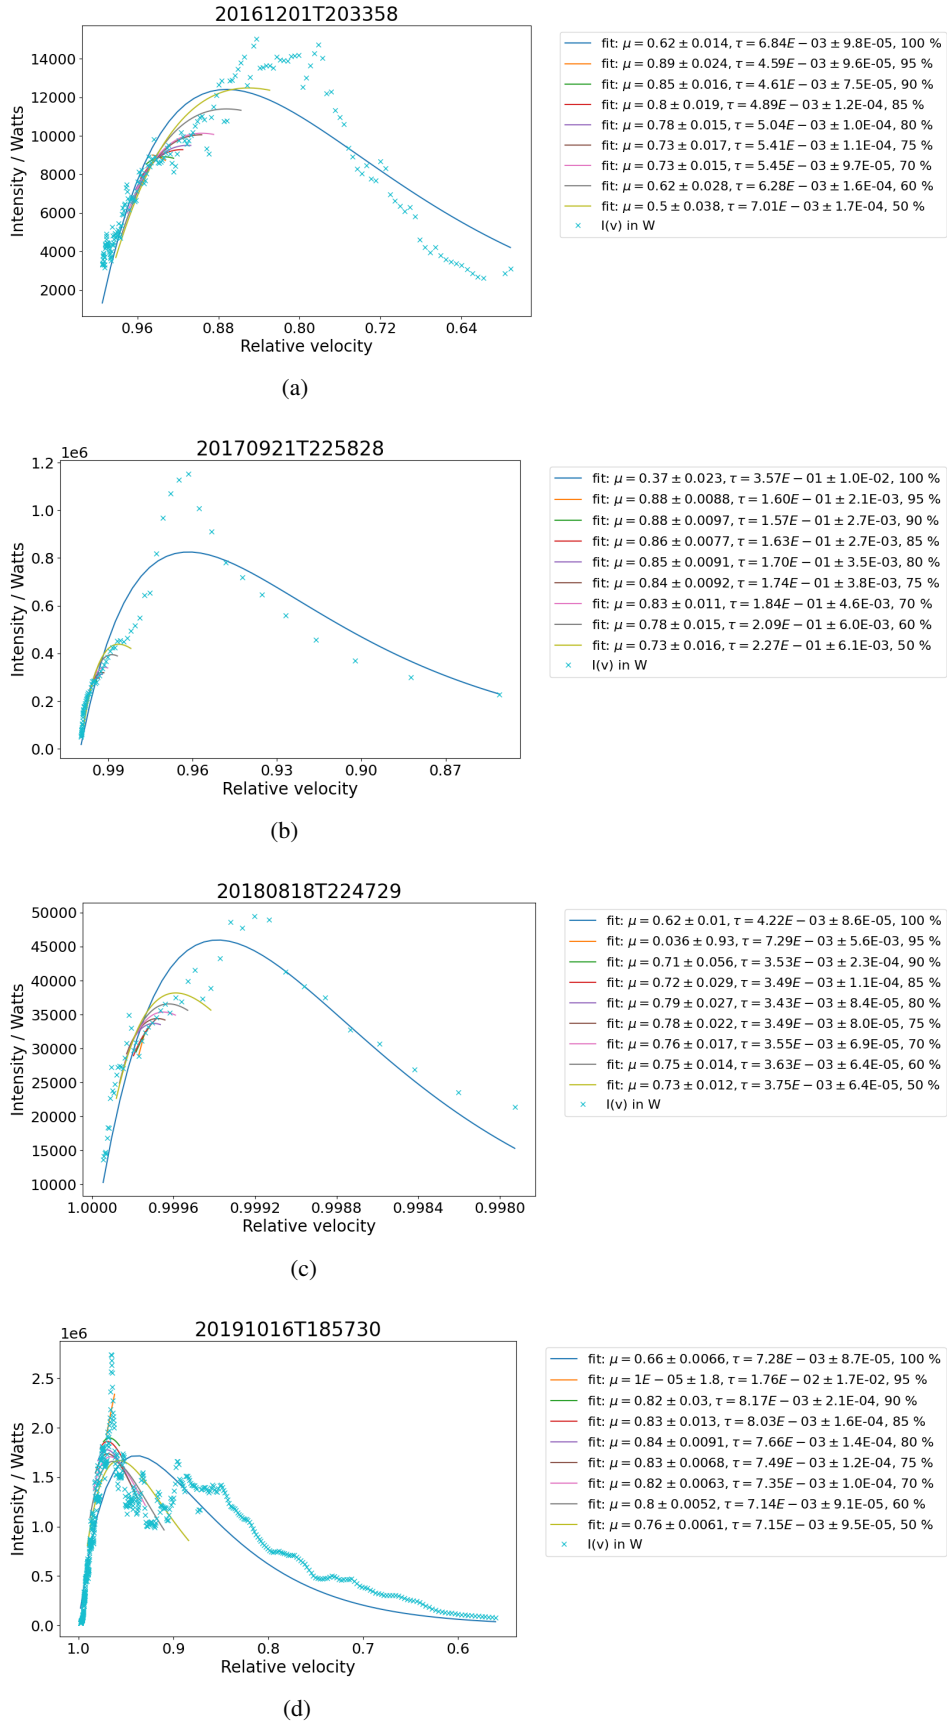 20161201T203358
fit: μ = 0.62 ± 0.014, τ = 6.84E − 03 ± 9.8E-05, 100 %
fit: μ = 0.89 ± 0.024, τ = 4.59E − 03 ± 9.6E-05, 95 %
fit: μ = 0.85 ± 0.016, τ = 4.61E − 03 ± 7.5E-05, 90 %
fit: μ = 0.8 ± 0.019, τ = 4.89E − 03 ± 1.2E-04, 85 %
fit: μ = 0.78 ± 0.015, τ = 5.04E − 03 ± 1.0E-04, 80 %
fit: μ = 0.73 ± 0.017, τ = 5.41E − 03 ± 1.1E-04, 75 %
fit: μ = 0.73 ± 0.015, τ = 5.45E − 03 ± 9.7E-05, 70 %
fit: μ = 0.62 ± 0.028, τ = 6.28E − 03 ± 1.6E-04, 60 %
fit: μ = 0.5 ± 0.038, τ = 7.01E − 03 ± 1.7E-04, 50 %
I(v) in W
14000
12000
10000
8000
6000
4000
2000
Intensity / Watts
0.96 0.88 0.80 0.72 0.64
Relative velocity
(a)
20170921T225828
1e6
fit: μ = 0.37 ± 0.023, τ = 3.57E − 01 ± 1.0E-02, 100 %
fit: μ = 0.88 ± 0.0088, τ = 1.60E − 01 ± 2.1E-03, 95 %
fit: μ = 0.88 ± 0.0097, τ = 1.57E − 01 ± 2.7E-03, 90 %
fit: μ = 0.86 ± 0.0077, τ = 1.63E − 01 ± 2.7E-03, 85 %
fit: μ = 0.85 ± 0.0091, τ = 1.70E − 01 ± 3.5E-03, 80 %
fit: μ = 0.84 ± 0.0092, τ = 1.74E − 01 ± 3.8E-03, 75 %
fit: μ = 0.83 ± 0.011, τ = 1.84E − 01 ± 4.6E-03, 70 %
fit: μ = 0.78 ± 0.015, τ = 2.09E − 01 ± 6.0E-03, 60 %
fit: μ = 0.73 ± 0.016, τ = 2.27E − 01 ± 6.1E-03, 50 %
I(v) in W
1.2
1.0
0.8
0.6
0.4
0.2
0.0
Intensity / Watts
0.99 0.96 0.93 0.90 0.87
Relative velocity
(b)
20180818T224729
fit: μ = 0.62 ± 0.01, τ = 4.22E − 03 ± 8.6E-05, 100 %
fit: μ = 0.036 ± 0.93, τ = 7.29E − 03 ± 5.6E-03, 95 %
fit: μ = 0.71 ± 0.056, τ = 3.53E − 03 ± 2.3E-04, 90 %
fit: μ = 0.72 ± 0.029, τ = 3.49E − 03 ± 1.1E-04, 85 %
fit: μ = 0.79 ± 0.027, τ = 3.43E − 03 ± 8.4E-05, 80 %
fit: μ = 0.78 ± 0.022, τ = 3.49E − 03 ± 8.0E-05, 75 %
fit: μ = 0.76 ± 0.017, τ = 3.55E − 03 ± 6.9E-05, 70 %
fit: μ = 0.75 ± 0.014, τ = 3.63E − 03 ± 6.4E-05, 60 %
fit: μ = 0.73 ± 0.012, τ = 3.75E − 03 ± 6.4E-05, 50 %
I(v) in W
50000
45000
40000
35000
30000
25000
20000
15000
10000
Intensity / Watts
1.0000 0.9996 0.9992 0.9988 0.9984 0.9980
Relative velocity
(c)
20191016T185730
1e6
fit: μ = 0.66 ± 0.0066, τ = 7.28E − 03 ± 8.7E-05, 100 %
fit: μ = 1E − 05 ± 1.8, τ = 1.76E − 02 ± 1.7E-02, 95 %
fit: μ = 0.82 ± 0.03, τ = 8.17E − 03 ± 2.1E-04, 90 %
fit: μ = 0.83 ± 0.013, τ = 8.03E − 03 ± 1.6E-04, 85 %
fit: μ = 0.84 ± 0.0091, τ = 7.66E − 03 ± 1.4E-04, 80 %
fit: μ = 0.83 ± 0.0068, τ = 7.49E − 03 ± 1.2E-04, 75 %
fit: μ = 0.82 ± 0.0063, τ = 7.35E − 03 ± 1.0E-04, 70 %
fit: μ = 0.8 ± 0.0052, τ = 7.14E − 03 ± 9.1E-05, 60 %
fit: μ = 0.76 ± 0.0061, τ = 7.15E − 03 ± 9.5E-05, 50 %
I(v) in W
2.5
2.0
1.5
1.0
0.5
0.0
Intensity / Watts
1.0 0.9 0.8 0.7 0.6
Relative velocity
(d)